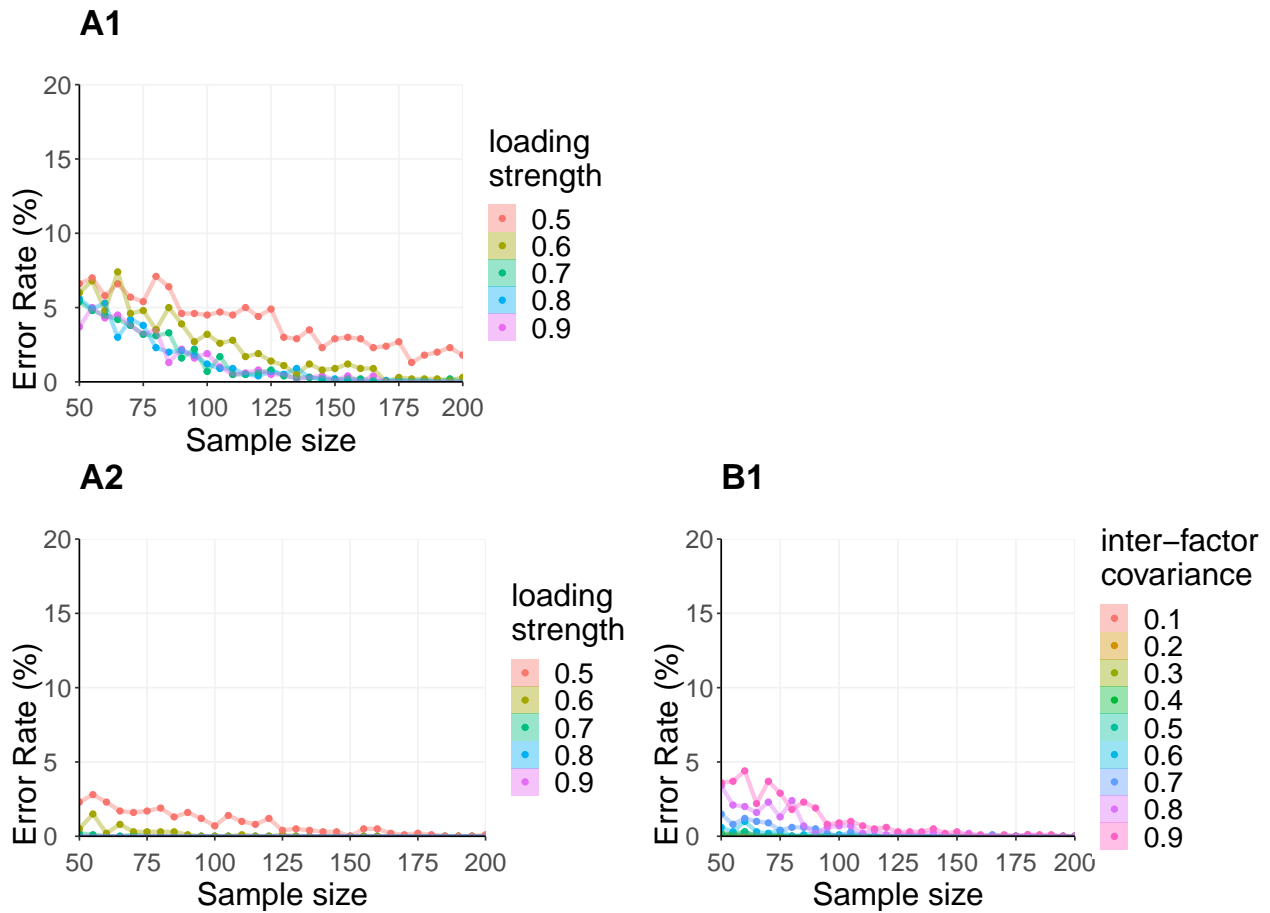 A1
20
15
10
5
0
Error Rate (%)
50 75 100 125 150 175 200
Sample size
loading
strength
0.5
0.6
0.7
0.8
0.9
A2
20
15
10
5
0
Error Rate (%)
50 75 100 125 150 175 200
Sample size
loading
strength
0.5
0.6
0.7
0.8
0.9
B1
20
15
10
5
0
Error Rate (%)
50 75 100 125 150 175 200
Sample size
inter−factor
covariance
0.1
0.2
0.3
0.4
0.5
0.6
0.7
0.8
0.9